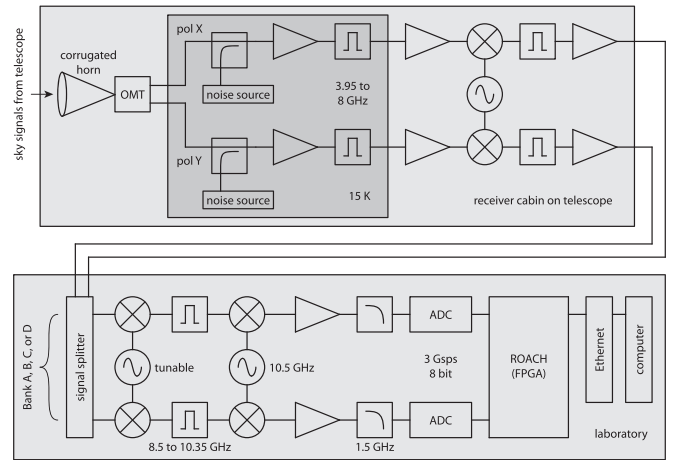 sky signals from telescope
corrugated
horn
OMT
pol X
noise source
3.95 to
8 GHz
pol Y
noise source
15 K
receiver cabin on telescope
Bank A, B, C, or D
signal splitter
tunable
10.5 GHz
8.5 to 10.35 GHz
1.5 GHz
ADC
3 Gsps
8 bit
ADC
ROACH
(FPGA)
Ethernet
computer
laboratory